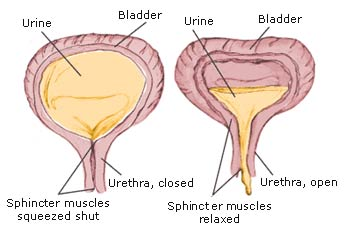 Urine
Bladder
Sphincter muscles
squeezed shut
Urethra, closed
Urine
Bladder
Sphincter muscles
relaxed
Urethra, open